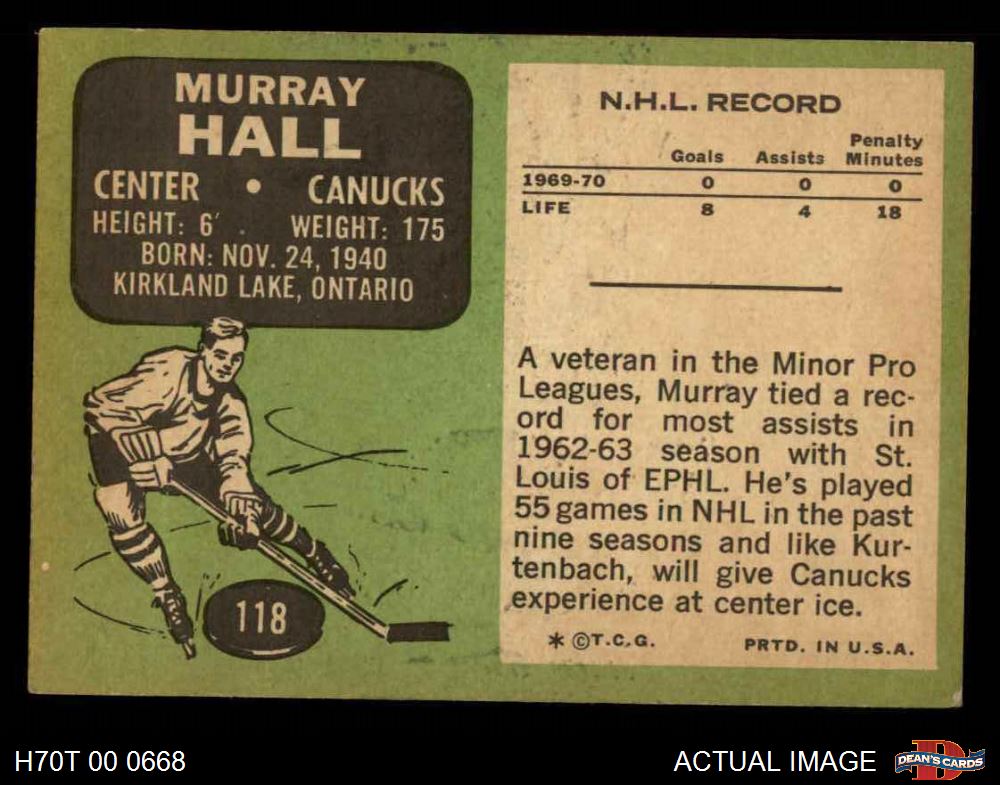 MURRAY
HALL
CENTER • CANUCKS
HEIGHT: 6' . WEIGHT: 175
BORN: NOV. 24, 1940
KIRKLAND LAKE, ONTARIO
118
N.H.L. RECORD
Goals Assists Penalty Minutes
1969-70 0 0 0
LIFE 8 4 18
A veteran in the Minor Pro
Leagues, Murray tied a rec-
ord for most assists in
1962-63 season with St.
Louis of EPHL. He's played
55 games in NHL in the past
nine seasons and like Kur-
tenbach, will give Canucks
experience at center ice.
* ©T.C.G. PRTD. IN U.S.A.
H70T 00 0668
ACTUAL IMAGE
DEAN'S CARDS